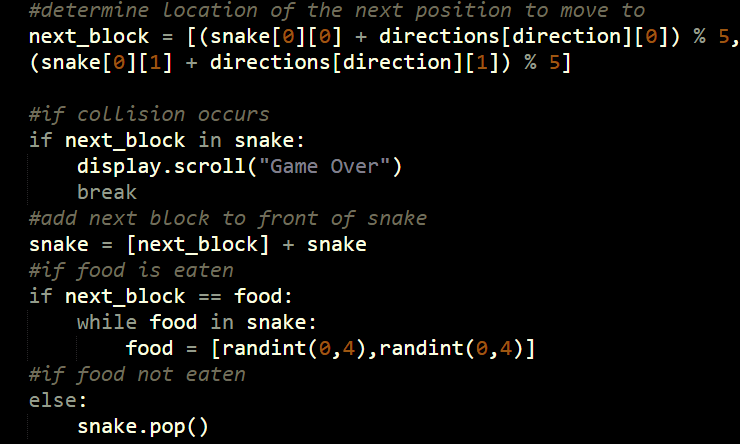 #determine location of the next position to move to
next_block = [(snake[0][0] + directions[direction][0]) % 5,
(snake[0][1] + directions[direction][1]) % 5]
#if collision occurs
if next_block in snake:
display.scroll("Game Over")
break
#add next block to front of snake
snake = [next_block] + snake
#if food is eaten
if next_block == food:
while food in snake:
food = [randint(0,4),randint(0,4)]
#if food not eaten
else:
snake.pop()